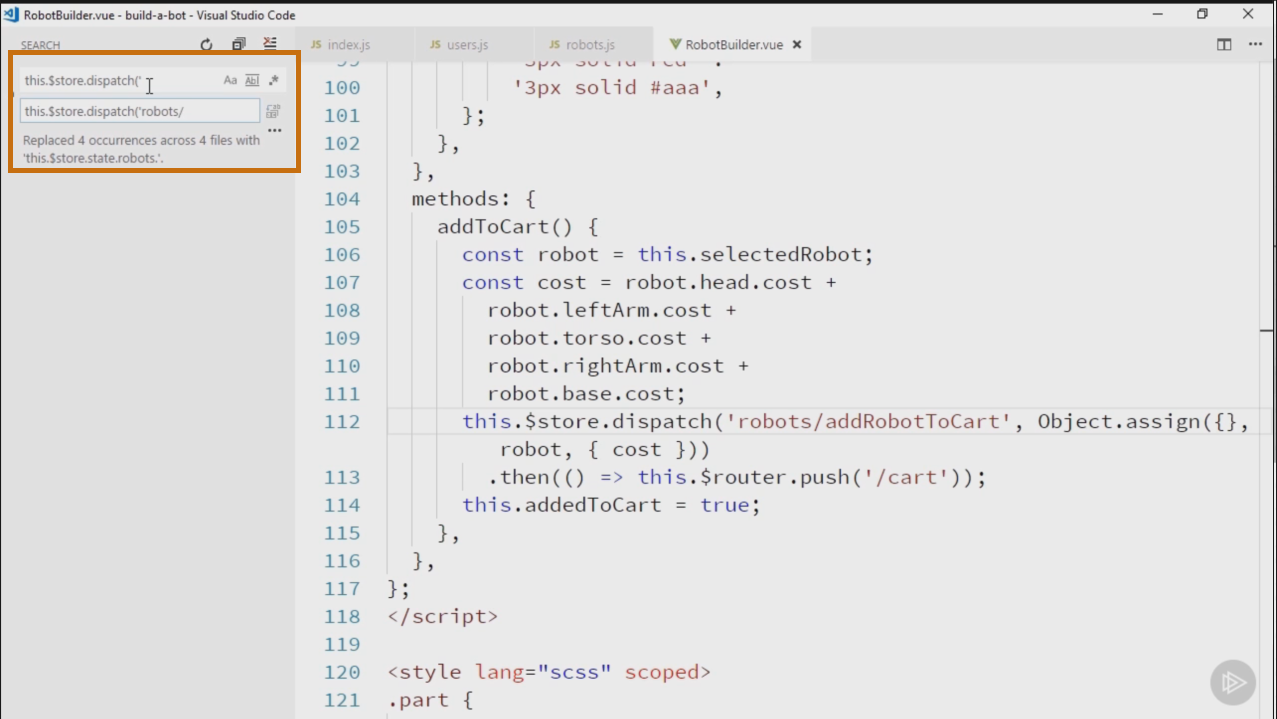 RobotBuilder.vue - build-a-bot - Visual Studio Code
SEARCH
JS index.js
JS users.js
JS robots.js
RobotBuilder.vue
this.$store.dispatch('
Aa Abl .*
this.$store.dispatch('robots/
Replaced 4 occurrences across 4 files with
'this.$store.state.robots.'.
99 '3px solid red' :
100 '3px solid #aaa',
101 };
102 },
103 },
104 methods: {
105 addToCart() {
106 const robot = this.selectedRobot;
107 const cost = robot.head.cost +
108 robot.leftArm.cost +
109 robot.torso.cost +
110 robot.rightArm.cost +
111 robot.base.cost;
112 this.$store.dispatch('robots/addRobotToCart', Object.assign({},
robot, { cost }))
113 .then(() => this.$router.push('/cart'));
114 this.addedToCart = true;
115 },
116 },
117 };
118 </script>
119
120 <style lang="scss" scoped>
121 .part {